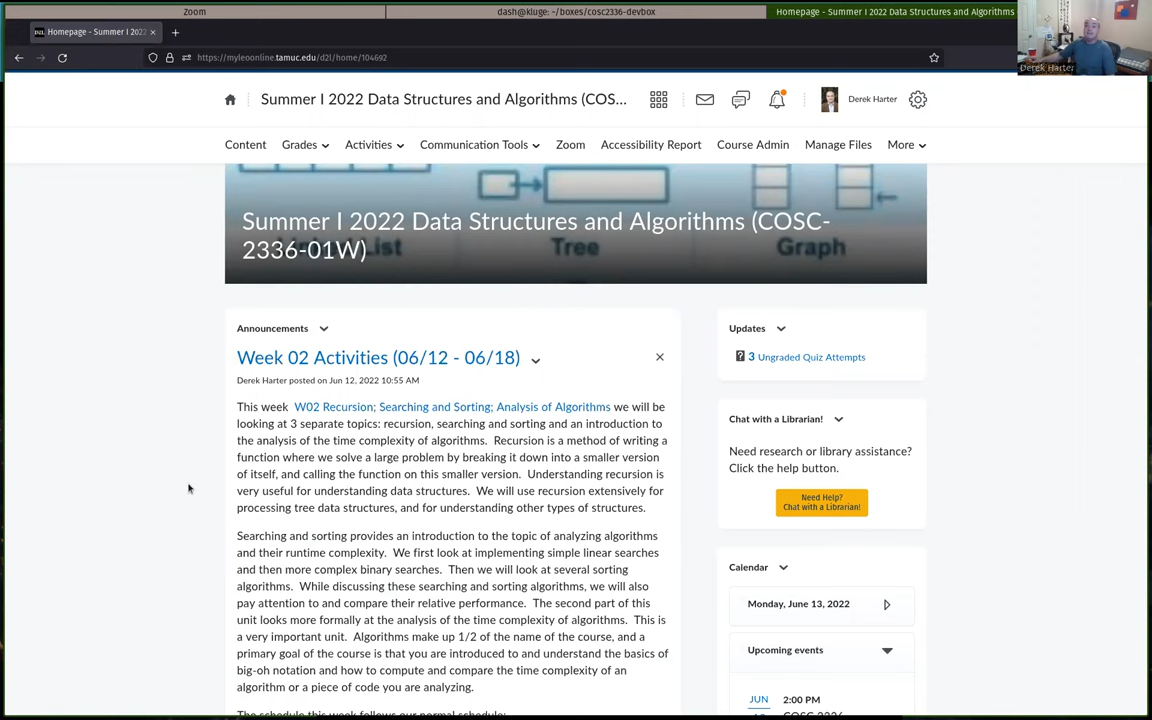 Zoom
dash@kluge: ~/boxes/cosc2336-devbox
Homepage - Summer I 2022 Data Structures and Algorithms
Homepage - Summer I 2022
https://myleoonline.tamuc.edu/d2l/home/104692
Derek Harter
Summer I 2022 Data Structures and Algorithms (COS...
Derek Harter
Content
Grades
Activities
Communication Tools
Zoom
Accessibility Report
Course Admin
Manage Files
More
Summer I 2022 Data Structures and Algorithms (COSC-
2336-01W)
List
Tree
Graph
Announcements
Week 02 Activities (06/12 - 06/18)
Derek Harter posted on Jun 12, 2022 10:55 AM
This week W02 Recursion; Searching and Sorting; Analysis of Algorithms we will be
looking at 3 separate topics: recursion, searching and sorting and an introduction to
the analysis of the time complexity of algorithms. Recursion is a method of writing a
function where we solve a large problem by breaking it down into a smaller version
of itself, and calling the function on this smaller version. Understanding recursion is
very useful for understanding data structures. We will use recursion extensively for
processing tree data structures, and for understanding other types of structures.
Searching and sorting provides an introduction to the topic of analyzing algorithms
and their runtime complexity. We first look at implementing simple linear searches
and then more complex binary searches. Then we will look at several sorting
algorithms. While discussing these searching and sorting algorithms, we will also
pay attention to and compare their relative performance. The second part of this
unit looks more formally at the analysis of the time complexity of algorithms. This is
a very important unit. Algorithms make up 1/2 of the name of the course, and a
primary goal of the course is that you are introduced to and understand the basics of
big-oh notation and how to compute and compare the time complexity of an
algorithm or a piece of code you are analyzing.
The schedule this week follows our normal schedule:
Updates
3 Ungraded Quiz Attempts
Chat with a Librarian!
Need research or library assistance?
Click the help button.
Need Help?
Chat with a Librarian!
Calendar
Monday, June 13, 2022
Upcoming events
JUN
2:00 PM
COSC 2336